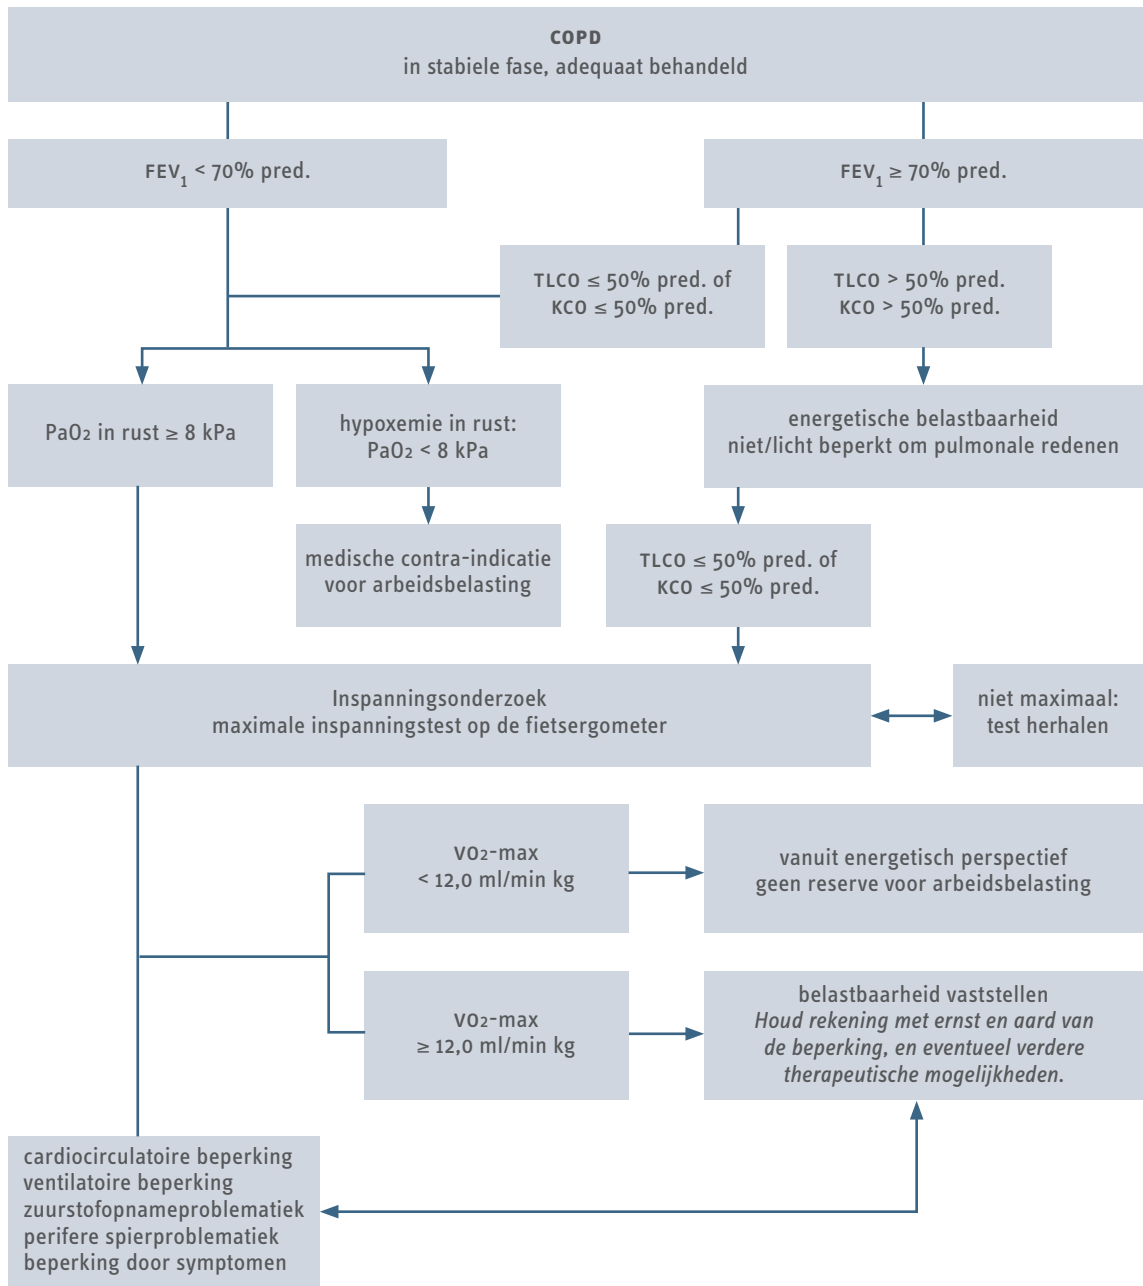 COPD
in stabiele fase, adequaat behandeld
FEV₁ < 70% pred.
FEV₁ ≥ 70% pred.
TLCO ≤ 50% pred. of
KCO ≤ 50% pred.
TLCO > 50% pred.
KCO > 50% pred.
PaO2 in rust ≥ 8 kPa
hypoxemie in rust:
PaO2 < 8 kPa
energetische belastbaarheid
niet/licht beperkt om pulmonale redenen
medische contra-indicatie
voor arbeidsbelasting
TLCO ≤ 50% pred. of
KCO ≤ 50% pred.
Inspanningsonderzoek
maximale inspanningstest op de fietsergometer
niet maximaal:
test herhalen
VO2-max
< 12,0 ml/min kg
vanuit energetisch perspectief
geen reserve voor arbeidsbelasting
VO2-max
≥ 12,0 ml/min kg
belastbaarheid vaststellen
Houd rekening met ernst en aard van
de beperking, en eventueel verdere
therapeutische mogelijkheden.
cardiocirculatoire beperking
ventilatoire beperking
zuurstofopnameproblematiek
perifere spierproblematiek
beperking door symptomen